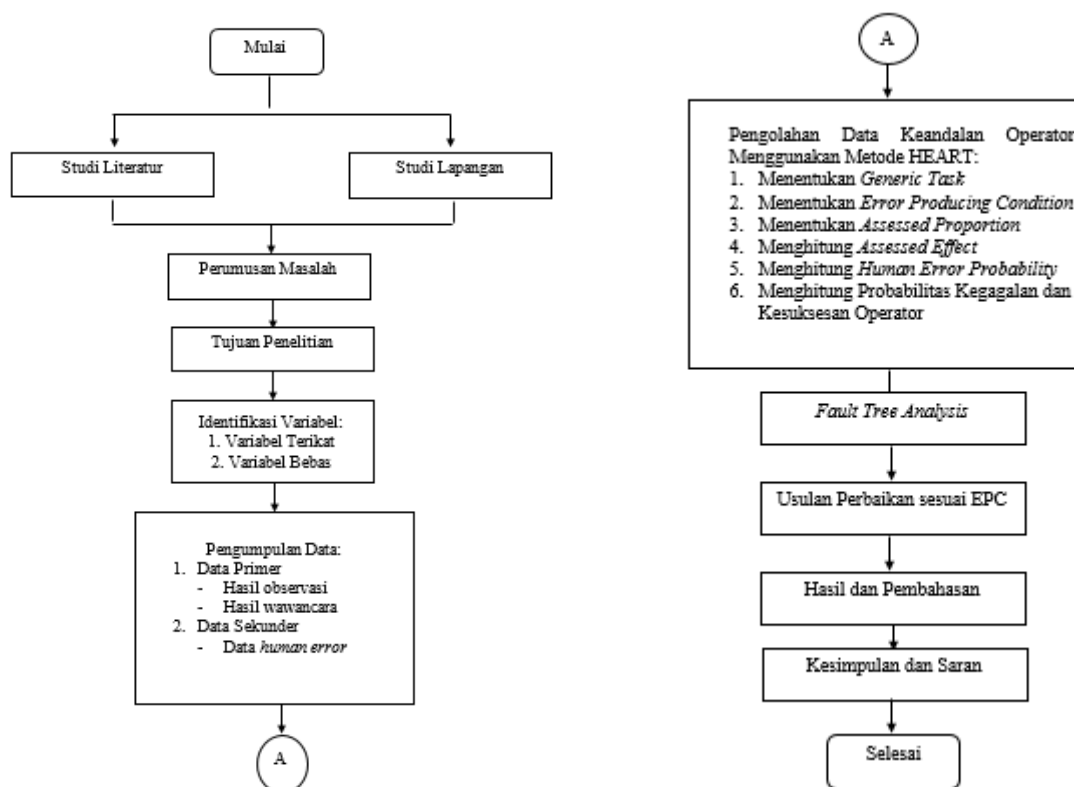 Mulai
Studi Literatur
Studi Lapangan
Perumusan Masalah
Tujuan Penelitian
Identifikasi Variabel:
1. Variabel Terikat
2. Variabel Bebas
Pengumpulan Data:
1. Data Primer
- Hasil observasi
- Hasil wawancara
2. Data Sekunder
- Data human error
A
A
Pengolahan Data Keandalan Operator
Menggunakan Metode HEART:
1. Menentukan Generic Task
2. Menentukan Error Producing Condition
3. Menentukan Assessed Proportion
4. Menghitung Assessed Effect
5. Menghitung Human Error Probability
6. Menghitung Probabilitas Kegagalan dan
Kesuksesan Operator
Fault Tree Analysis
Usulan Perbaikan sesuai EPC
Hasil dan Pembahasan
Kesimpulan dan Saran
Selesai